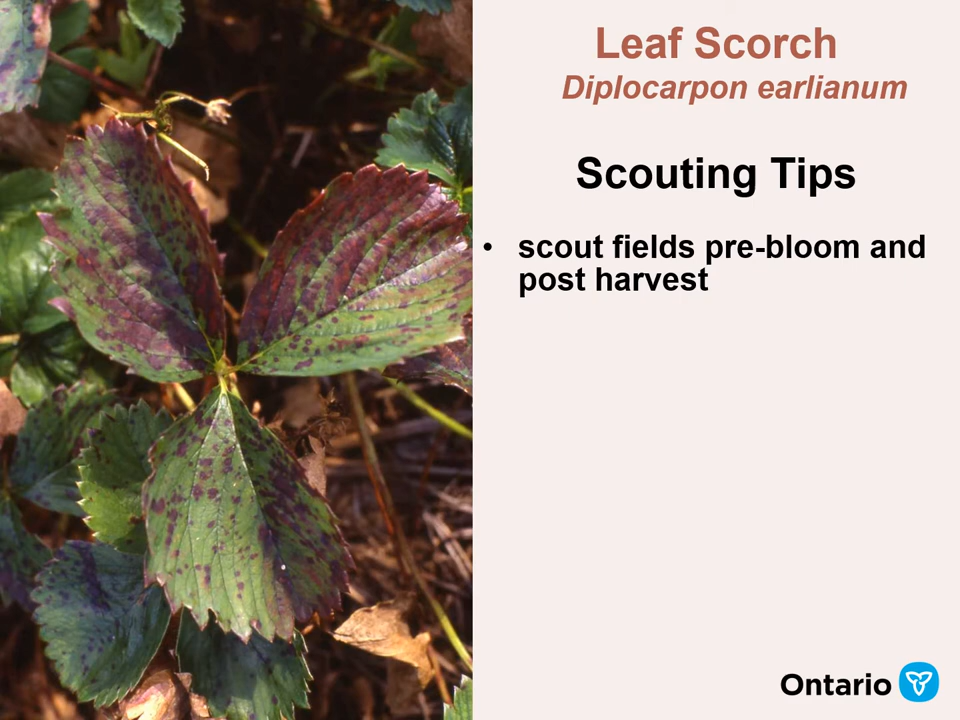 Leaf Scorch
Diplocarpon earlianum
Scouting Tips
• scout fields pre-bloom and
post harvest
Ontario